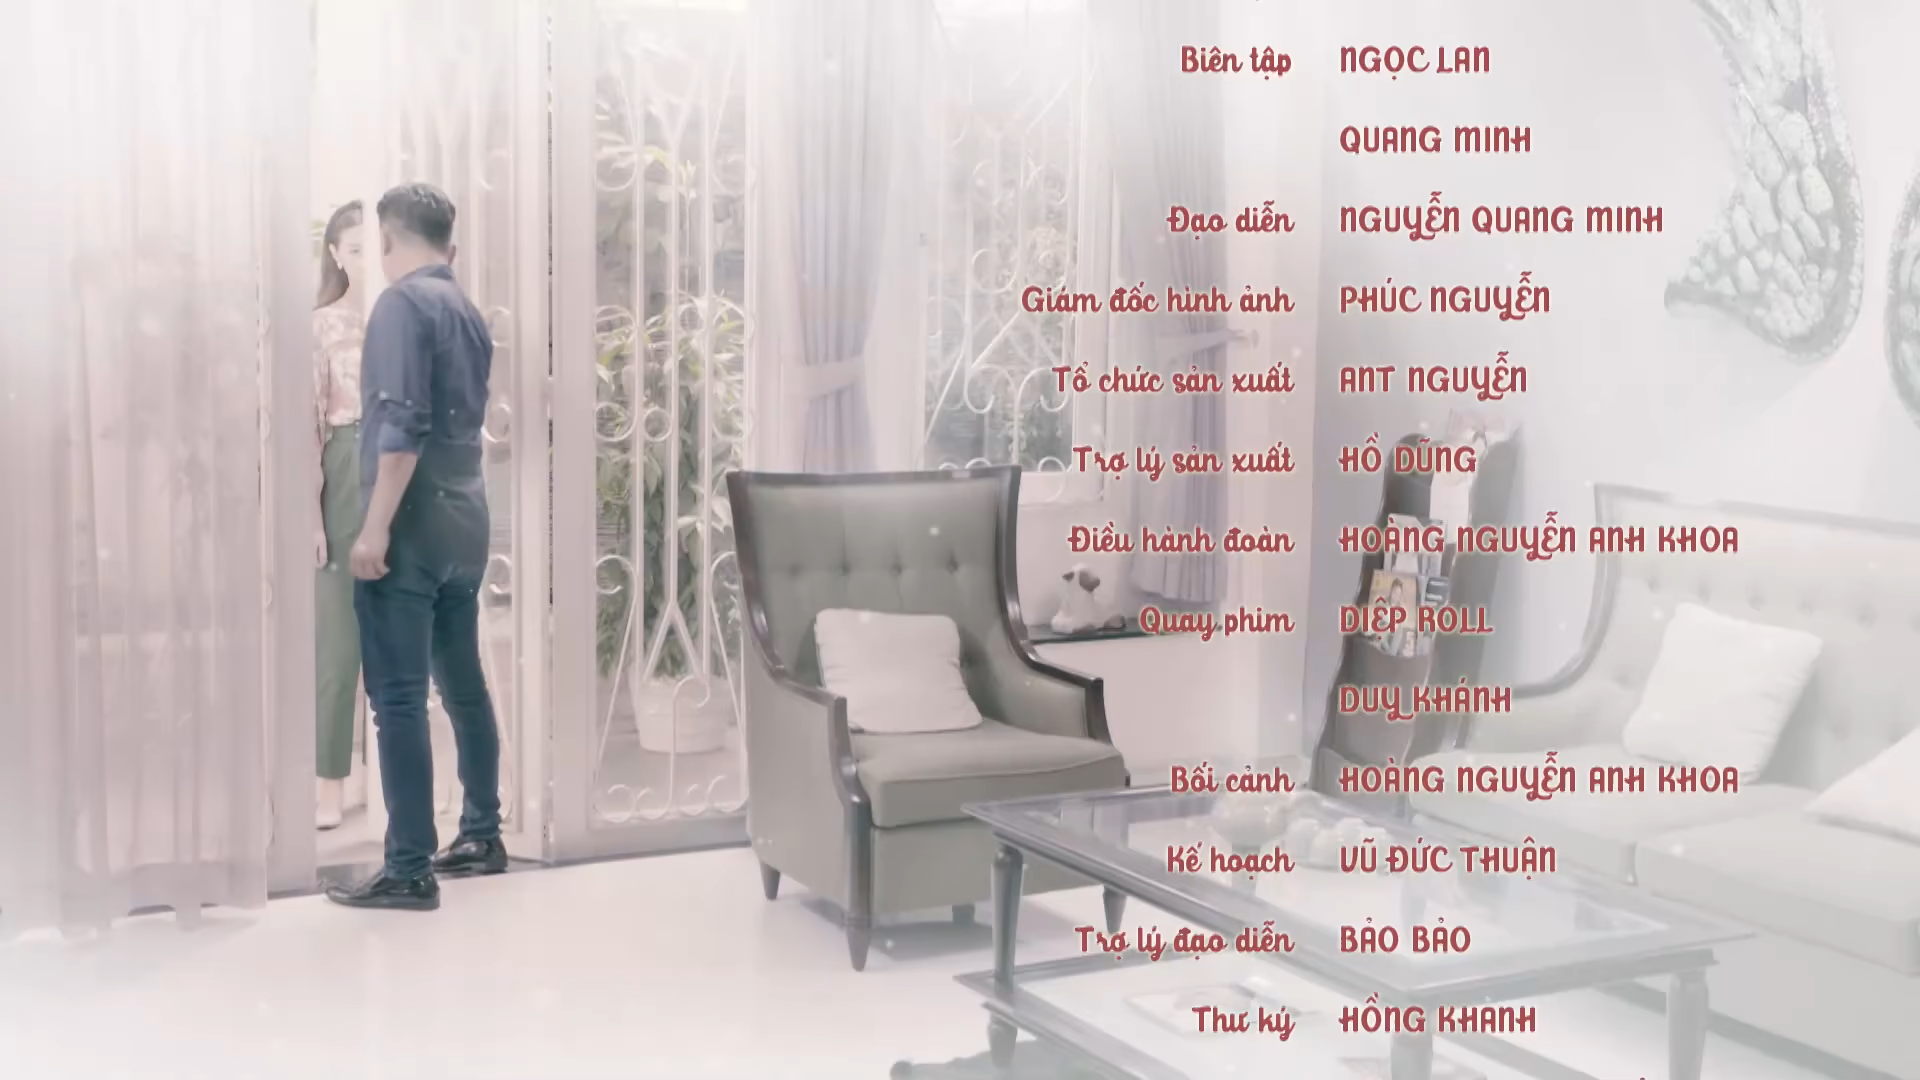 Biên tập NGỌC LAN
QUANG MINH
Đạo diễn NGUYỄN QUANG MINH
Giám đốc hình ảnh PHÚC NGUYỄN
Tổ chức sản xuất ANT NGUYỄN
Trợ lý sản xuất HỒ DŨNG
Điều hành đoàn HOÀNG NGUYỄN ANH KHOA
Quay phim DIỆP ROLL
DUY KHÁNH
Bối cảnh HOÀNG NGUYỄN ANH KHOA
Kế hoạch VŨ ĐỨC THUẬN
Trợ lý đạo diễn BẢO BẢO
Thư ký HỒNG KHANH